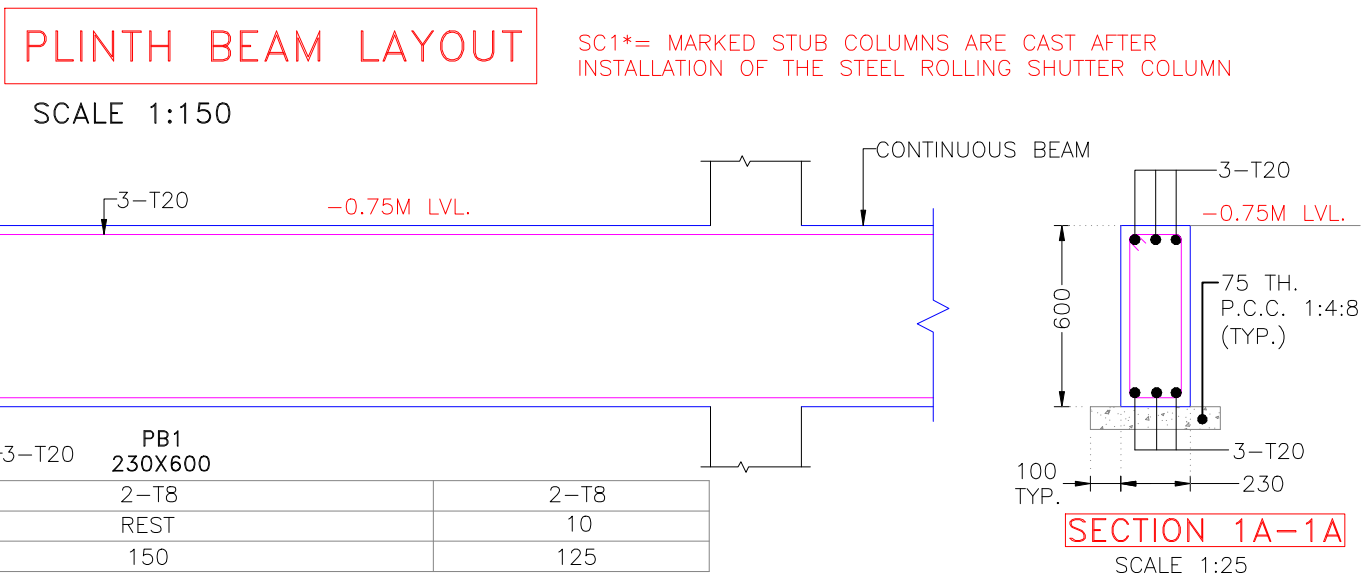 PLINTH BEAM LAYOUT
SC1*= MARKED STUB COLUMNS ARE CAST AFTER
INSTALLATION OF THE STEEL ROLLING SHUTTER COLUMN
SCALE 1:150
CONTINUOUS BEAM
3-T20
-0.75M LVL.
3-T20
-0.75M LVL.
600
75 TH.
P.C.C. 1:4:8
(TYP.)
3-T20
PB1
230X600
3-T20
100
TYP.
230
2-T8 2-T8
REST 10
150 125
SECTION 1A-1A
SCALE 1:25